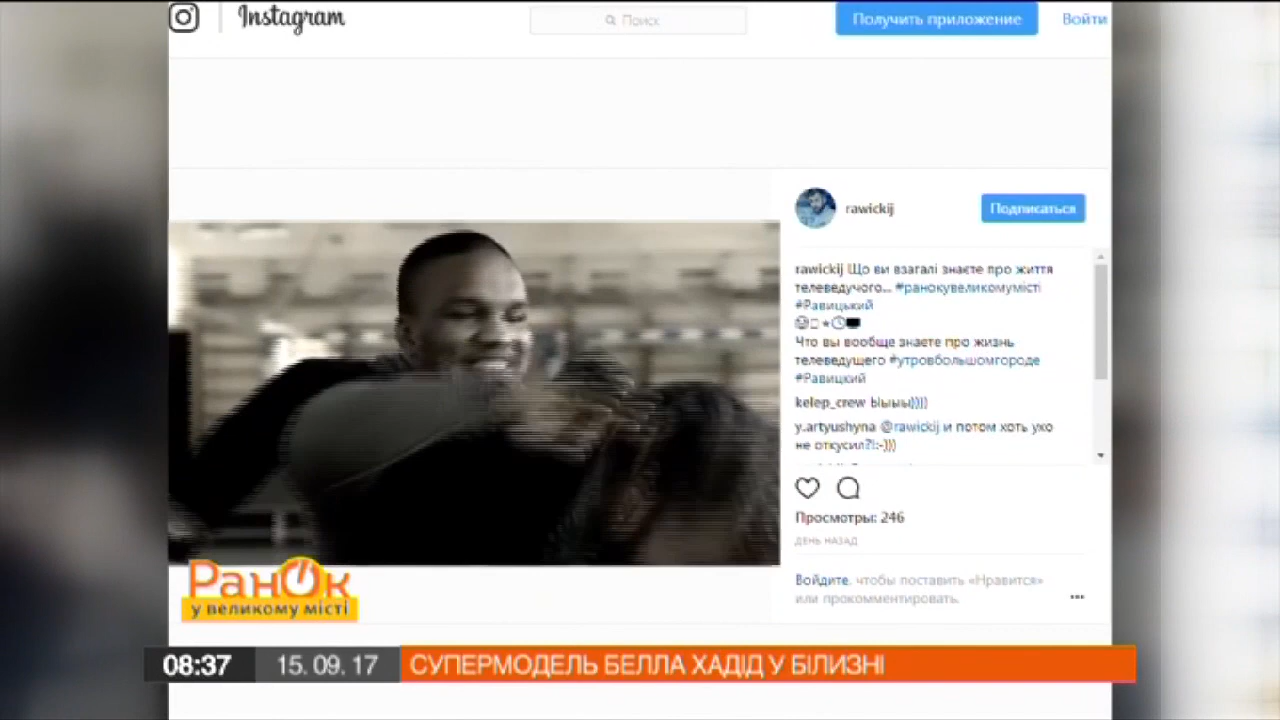 Instagram
Поиск
Получить приложение
Войти
rawickij
Подписаться
rawickij Що ви взагалі знаєте про життя
телеведучого... #ранокувеликомумісті
#Равицький
Что вы вообще знаете про жизнь
телеведущего #утровбольшомгороде
#Равицкий
kelep_crew Ыыыы))))
y.artyushyna @rawickij и потом хоть ухо
не откусил?!:-)))
Просмотры: 246
ДЕНЬ НАЗАД
Войдите, чтобы поставить «Нравится»
или прокомментировать.
Ранок
у великому місті
08:37
15. 09. 17
СУПЕРМОДЕЛЬ БЕЛЛА ХАДІД У БІЛИЗНІ